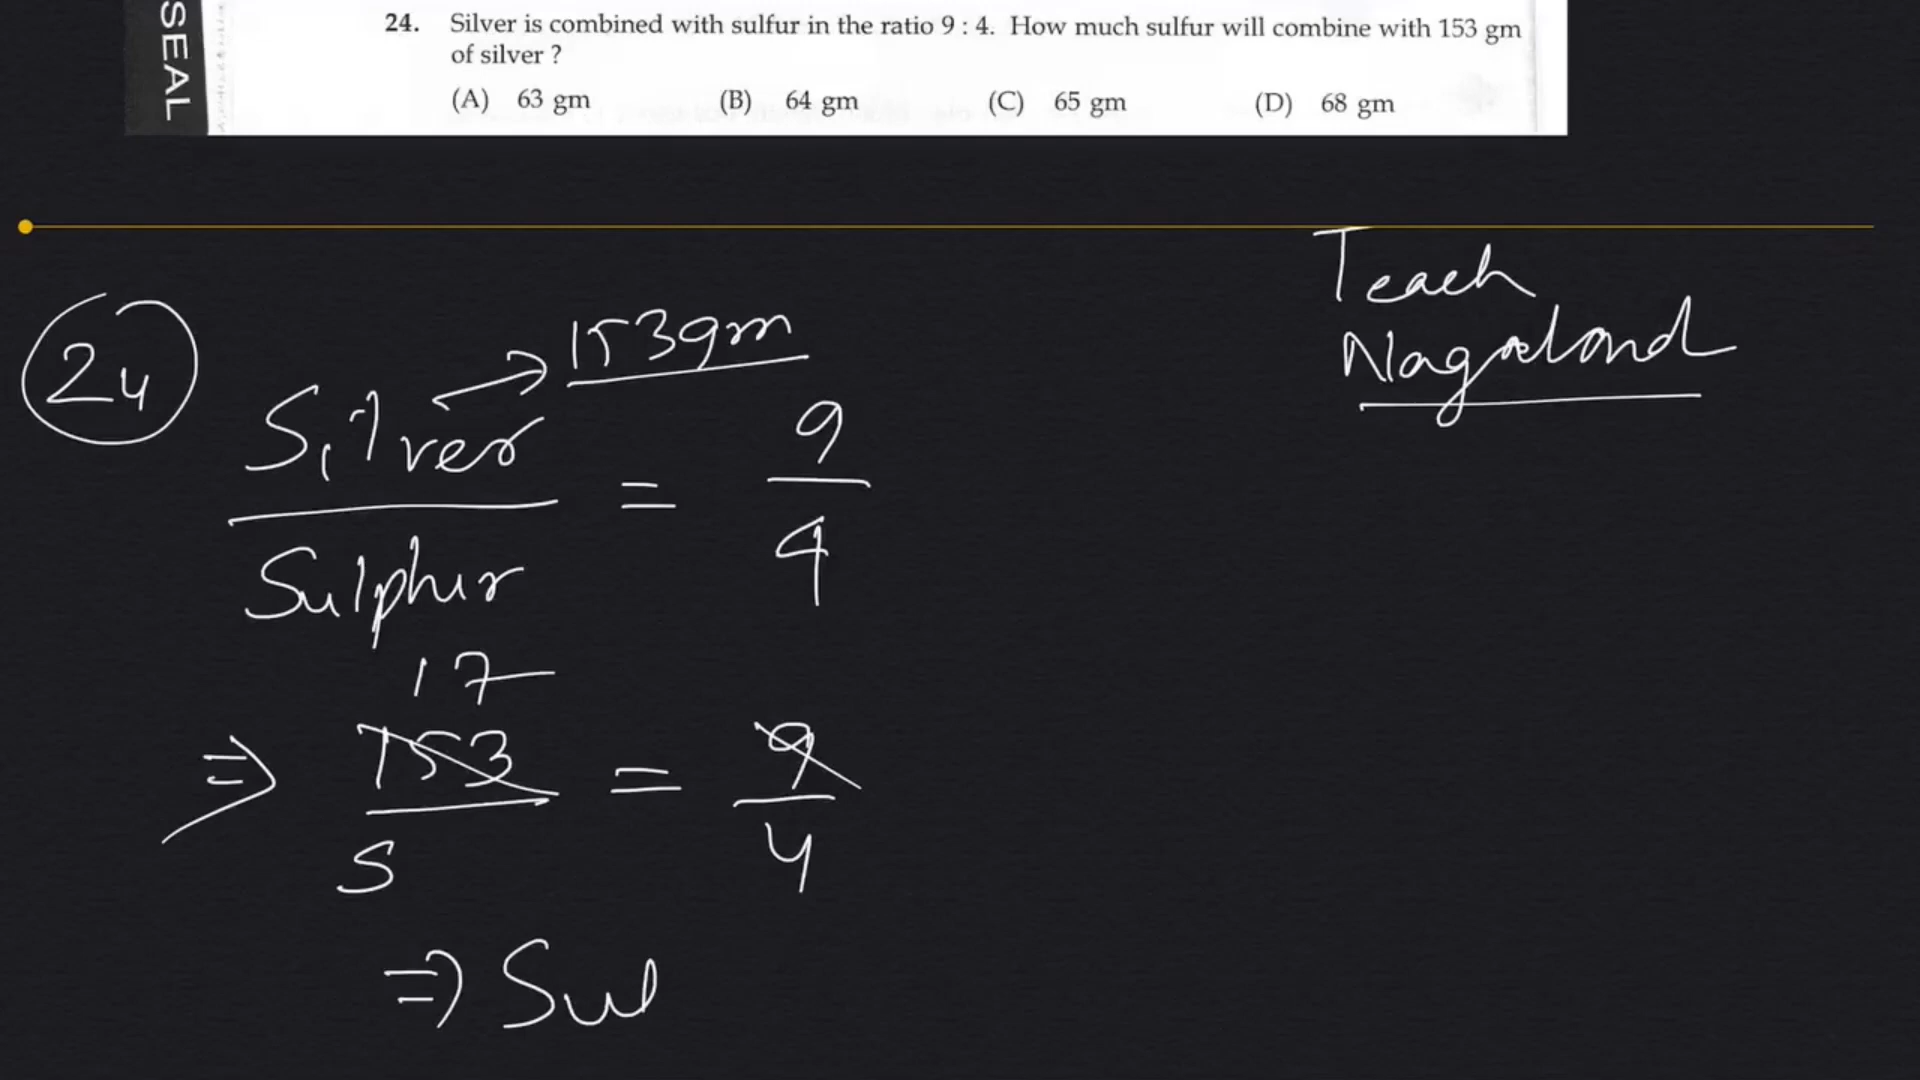 SEAL
24. Silver is combined with sulfur in the ratio 9 : 4. How much sulfur will combine with 153 gm
of silver ?
(A) 63 gm (B) 64 gm (C) 65 gm (D) 68 gm
Teach
Nagaland
24
153gm
Silver
= 9
4
Sulphur
17
⇒ 153 = 9
S 4
⇒ Sul